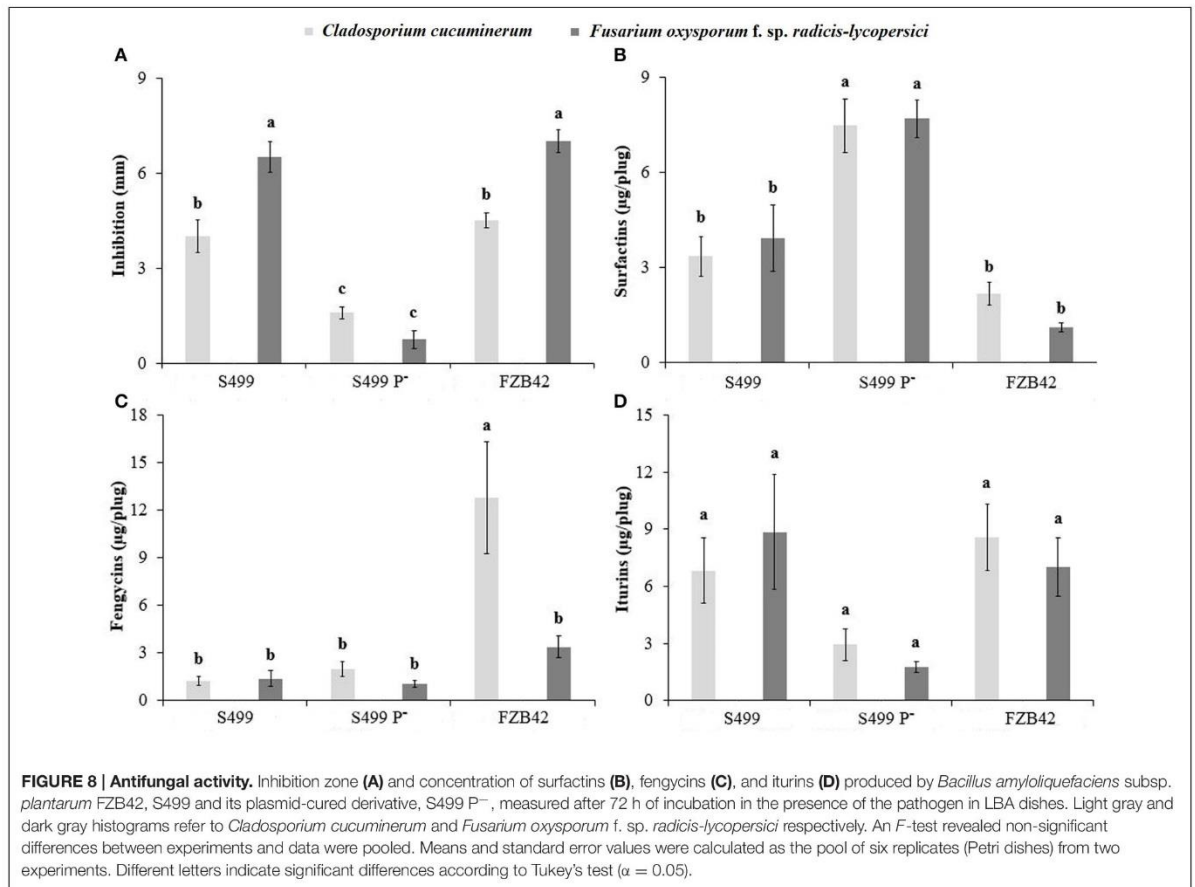 Cladosporium cucuminerum Fusarium oxysporum f. sp. radicis-lycopersici
A
Inhibition (mm)
9
6
3
0
b
a
c
c
b
a
S499
S499 P-
FZB42
B
Surfactins (µg/plug)
9
6
3
0
b
b
a
a
b
b
S499
S499 P-
FZB42
C
Fengycins (µg/plug)
18
15
12
9
6
3
0
b
b
b
b
a
b
S499
S499 P-
FZB42
D
Iturins (µg/plug)
15
12
9
6
3
0
a
a
a
a
a
a
S499
S499 P-
FZB42
FIGURE 8 | Antifungal activity. Inhibition zone (A) and concentration of surfactins (B), fengycins (C), and iturins (D) produced by Bacillus amyloliquefaciens subsp.
plantarum FZB42, S499 and its plasmid-cured derivative, S499 P−, measured after 72 h of incubation in the presence of the pathogen in LBA dishes. Light gray and
dark gray histograms refer to Cladosporium cucuminerum and Fusarium oxysporum f. sp. radicis-lycopersici respectively. An F-test revealed non-significant
differences between experiments and data were pooled. Means and standard error values were calculated as the pool of six replicates (Petri dishes) from two
experiments. Different letters indicate significant differences according to Tukey's test (α = 0.05).